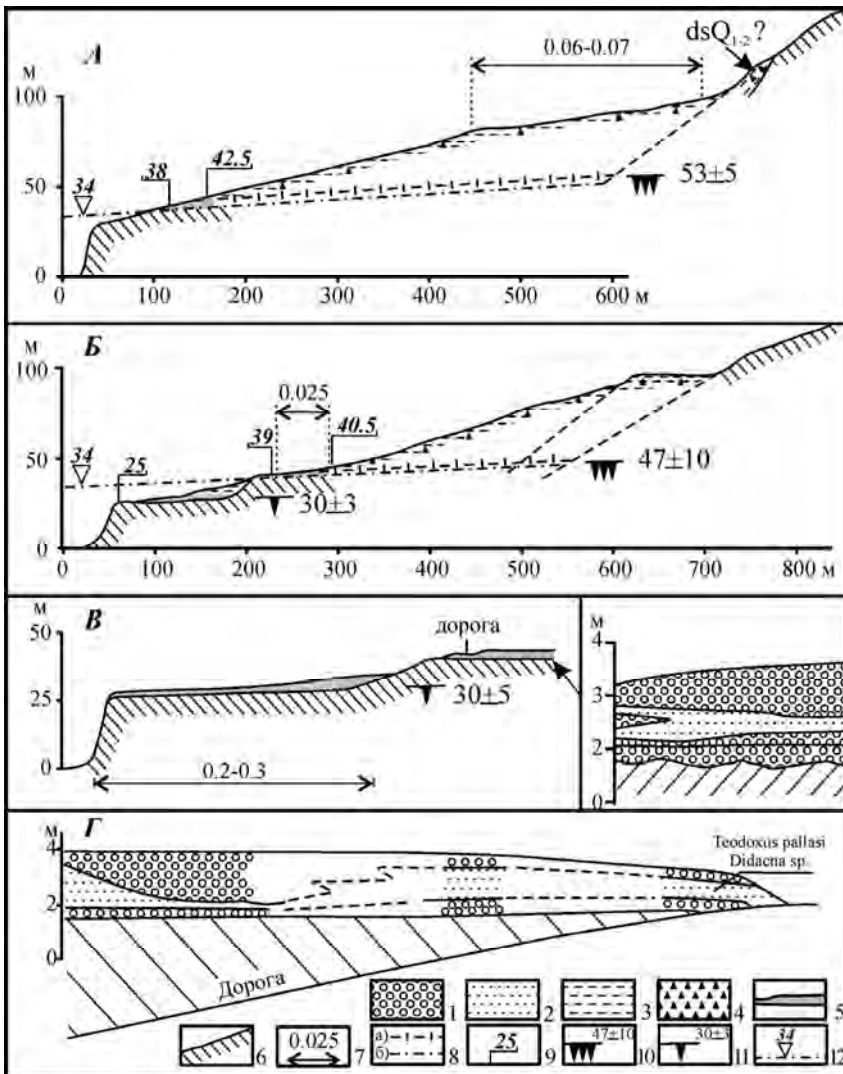 А
dsQ1-2?
0.06-0.07
м
100
50
0
34
38
42.5
53±5
0 100 200 300 400 500 600 м
Б
м
100
50
0
0.025
34
25
39
40.5
47±10
30±3
0 100 200 300 400 500 600 700 800 м
В
м
50
25
0
дорога
30±5
0.2-0.3
м
4
3
2
0
Г
м
4
2
0
Teodoxus pallasi
Didacna sp.
Дорога
1 2 3 4 5
6 0.025 7 а) б) 8 25 9 47±10 10 30±3 11 34 12